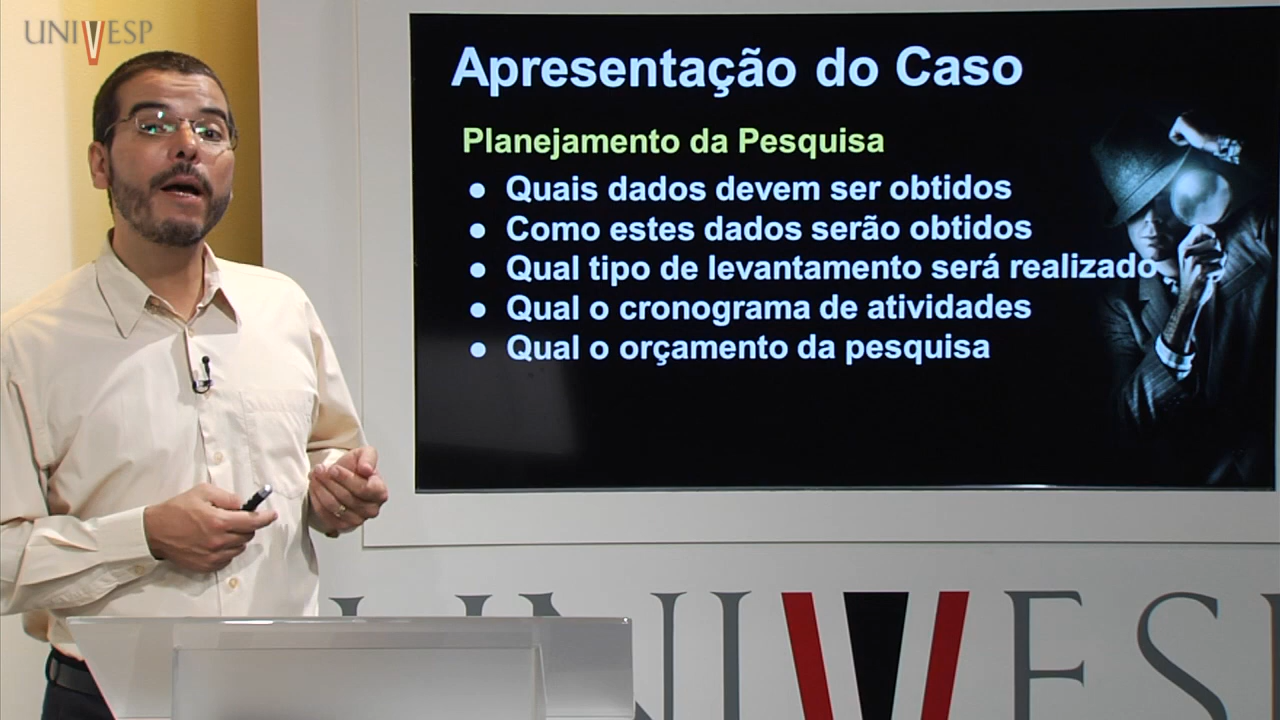 UNIVESP
Apresentação do Caso
Planejamento da Pesquisa
● Quais dados devem ser obtidos
● Como estes dados serão obtidos
● Qual tipo de levantamento será realizado
● Qual o cronograma de atividades
● Qual o orçamento da pesquisa
UNIVESP